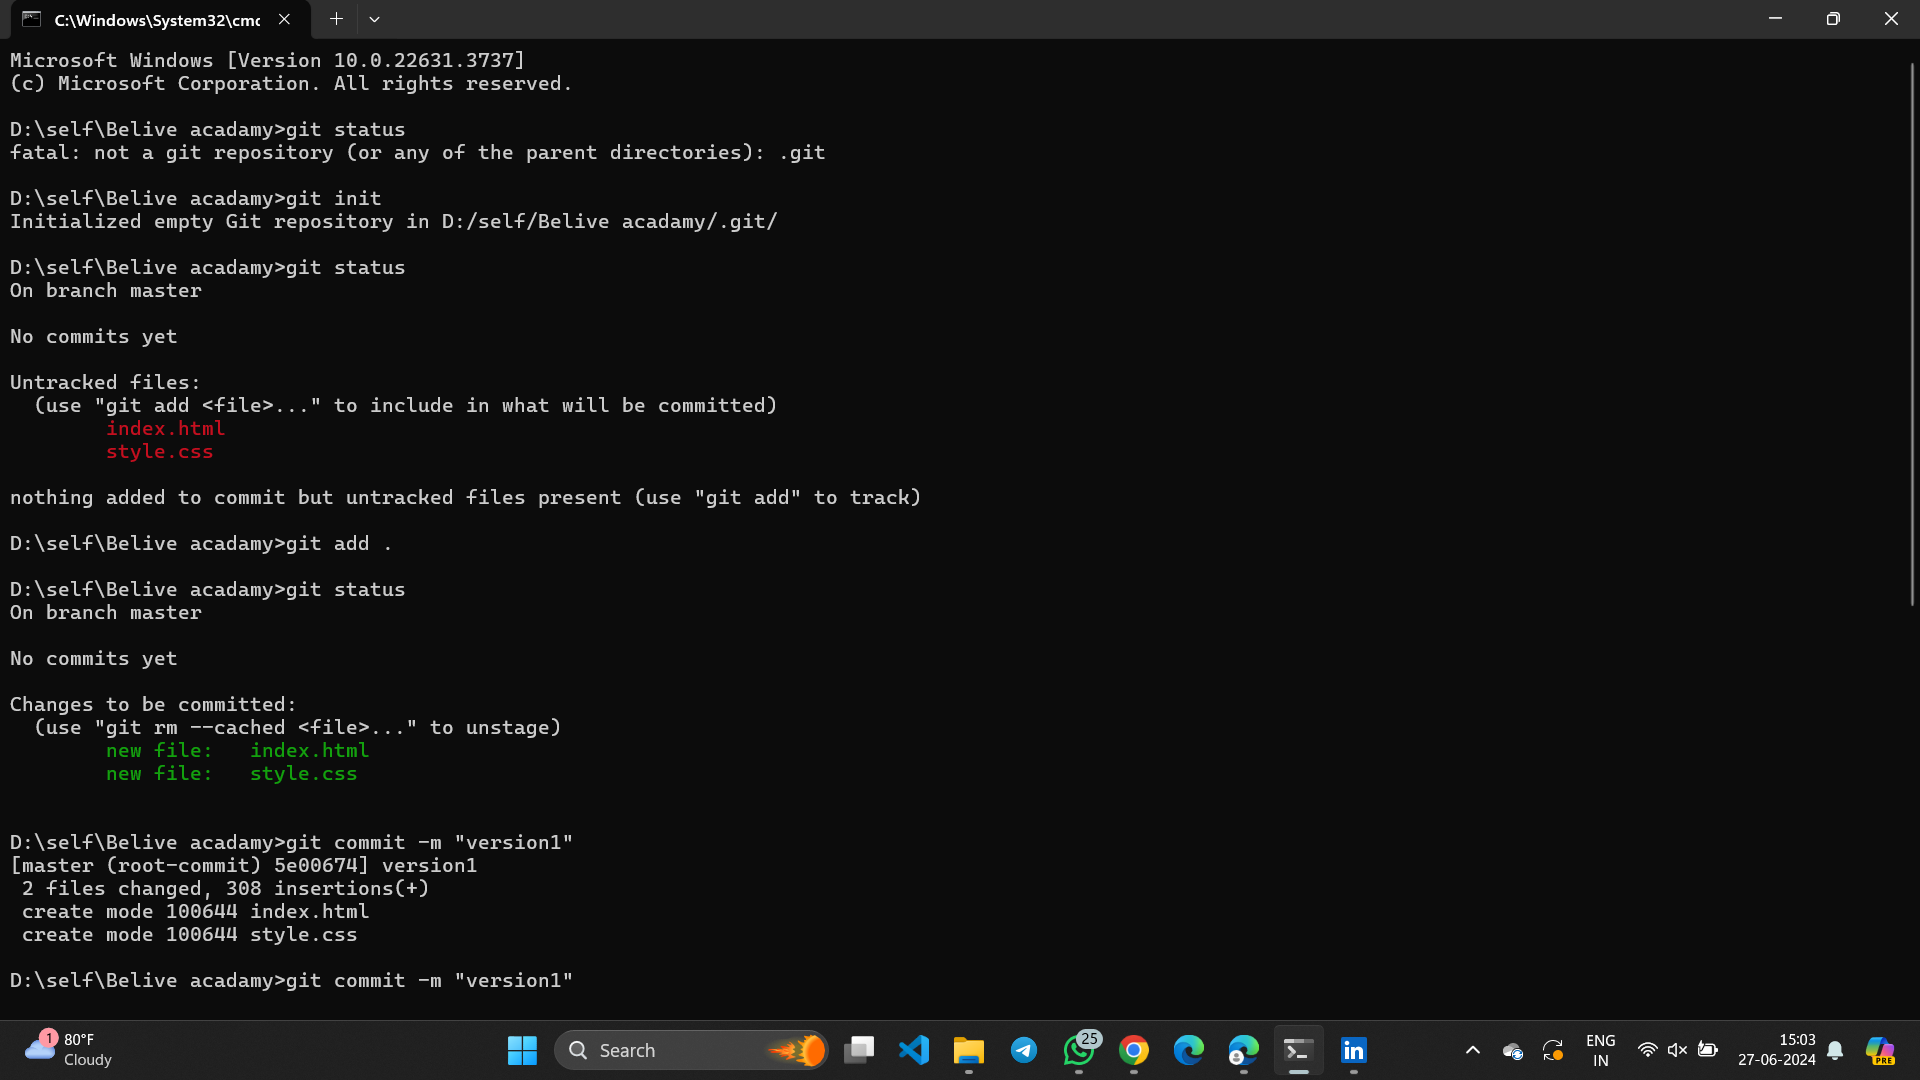 C:\Windows\System32\cmc
Microsoft Windows [Version 10.0.22631.3737]
(c) Microsoft Corporation. All rights reserved.
D:\self\Belive acadamy>git status
fatal: not a git repository (or any of the parent directories): .git
D:\self\Belive acadamy>git init
Initialized empty Git repository in D:/self/Belive acadamy/.git/
D:\self\Belive acadamy>git status
On branch master
No commits yet
Untracked files:
(use "git add <file>..." to include in what will be committed)
index.html
style.css
nothing added to commit but untracked files present (use "git add" to track)
D:\self\Belive acadamy>git add .
D:\self\Belive acadamy>git status
On branch master
No commits yet
Changes to be committed:
(use "git rm --cached <file>..." to unstage)
new file:   index.html
new file:   style.css
D:\self\Belive acadamy>git commit -m "version1"
[master (root-commit) 5e00674] version1
2 files changed, 308 insertions(+)
create mode 100644 index.html
create mode 100644 style.css
D:\self\Belive acadamy>git commit -m "version1"
1
80°F
Cloudy
Search
25
in
ENG
IN
15:03
27-06-2024
PRE